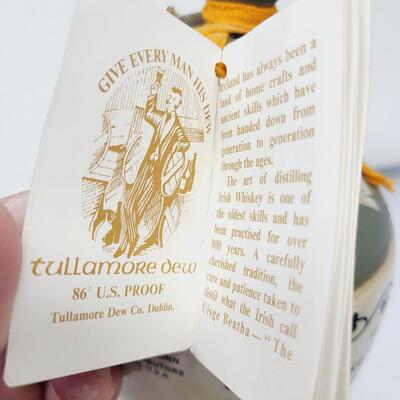 GIVE EVERY MAN HIS DEW
tullamore dew
86° U.S. PROOF
Tullamore Dew Co. Dublin.
Ireland has always been a
land of home crafts and
ancient skills which have
been handed down from
generation to generation
through the ages.
The art of distilling
Irish Whiskey is one of
the oldest skills and has
been practised for over
800 years. A carefully
cherished tradition, the
care and patience taken to
distil what the Irish call
Uisge Beatha — "The
U.S.A.